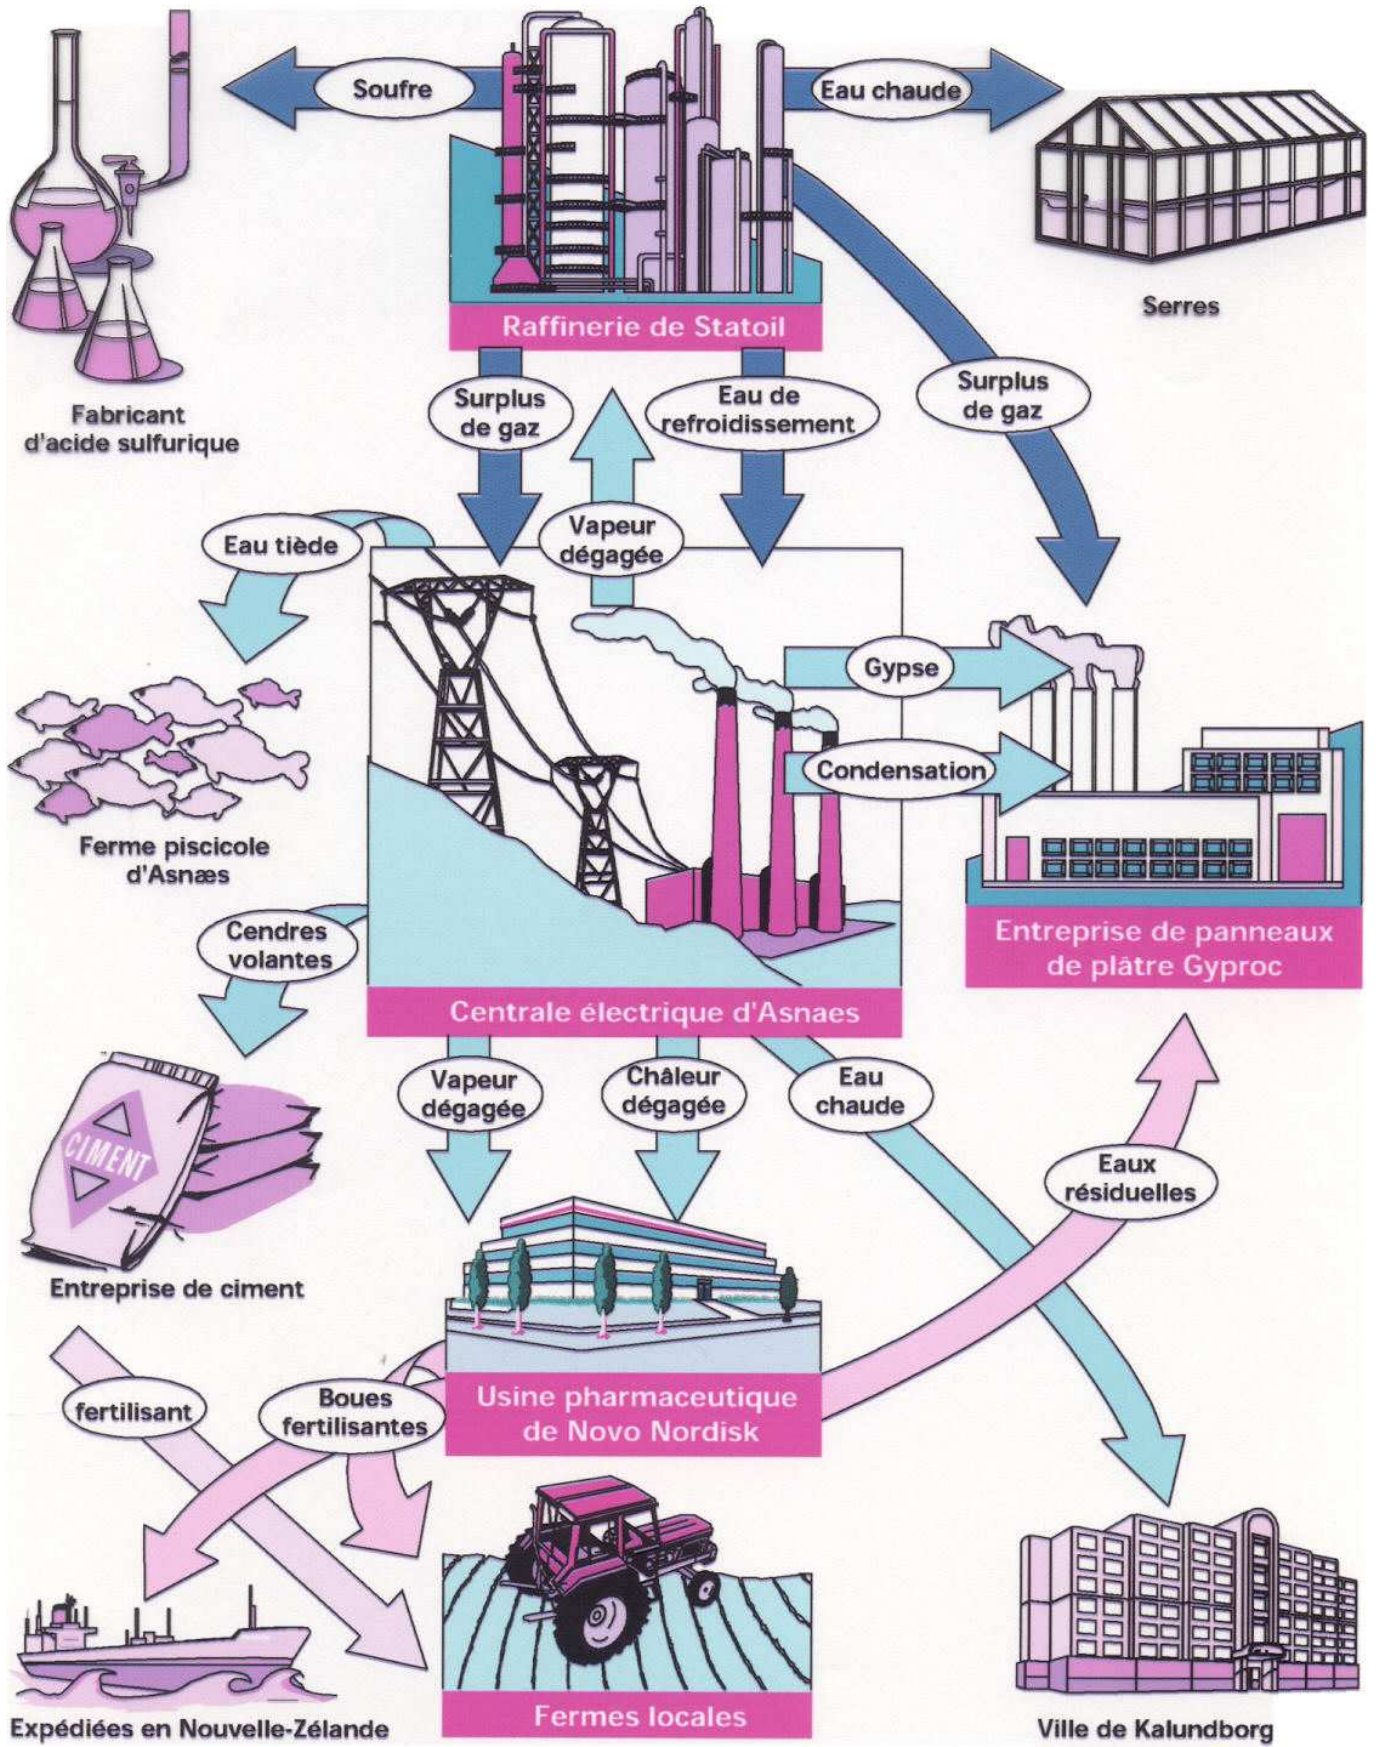 Soufre
Eau chaude
Serres
Raffinerie de Statoil
Fabricant
d'acide sulfurique
Surplus
de gaz
Eau de
refroidissement
Surplus
de gaz
Vapeur
dégagée
Eau tiède
Gypse
Condensation
Ferme piscicole
d'Asnæs
Cendres
volantes
Entreprise de panneaux
de plâtre Gyproc
Centrale électrique d'Asnaes
Vapeur
dégagée
Châleur
dégagée
Eau
chaude
CIMENT
Eaux
résiduelles
Entreprise de ciment
fertilisant
Boues
fertilisantes
Usine pharmaceutique
de Novo Nordisk
Fermes locales
Expédiées en Nouvelle-Zélande
Ville de Kalundborg